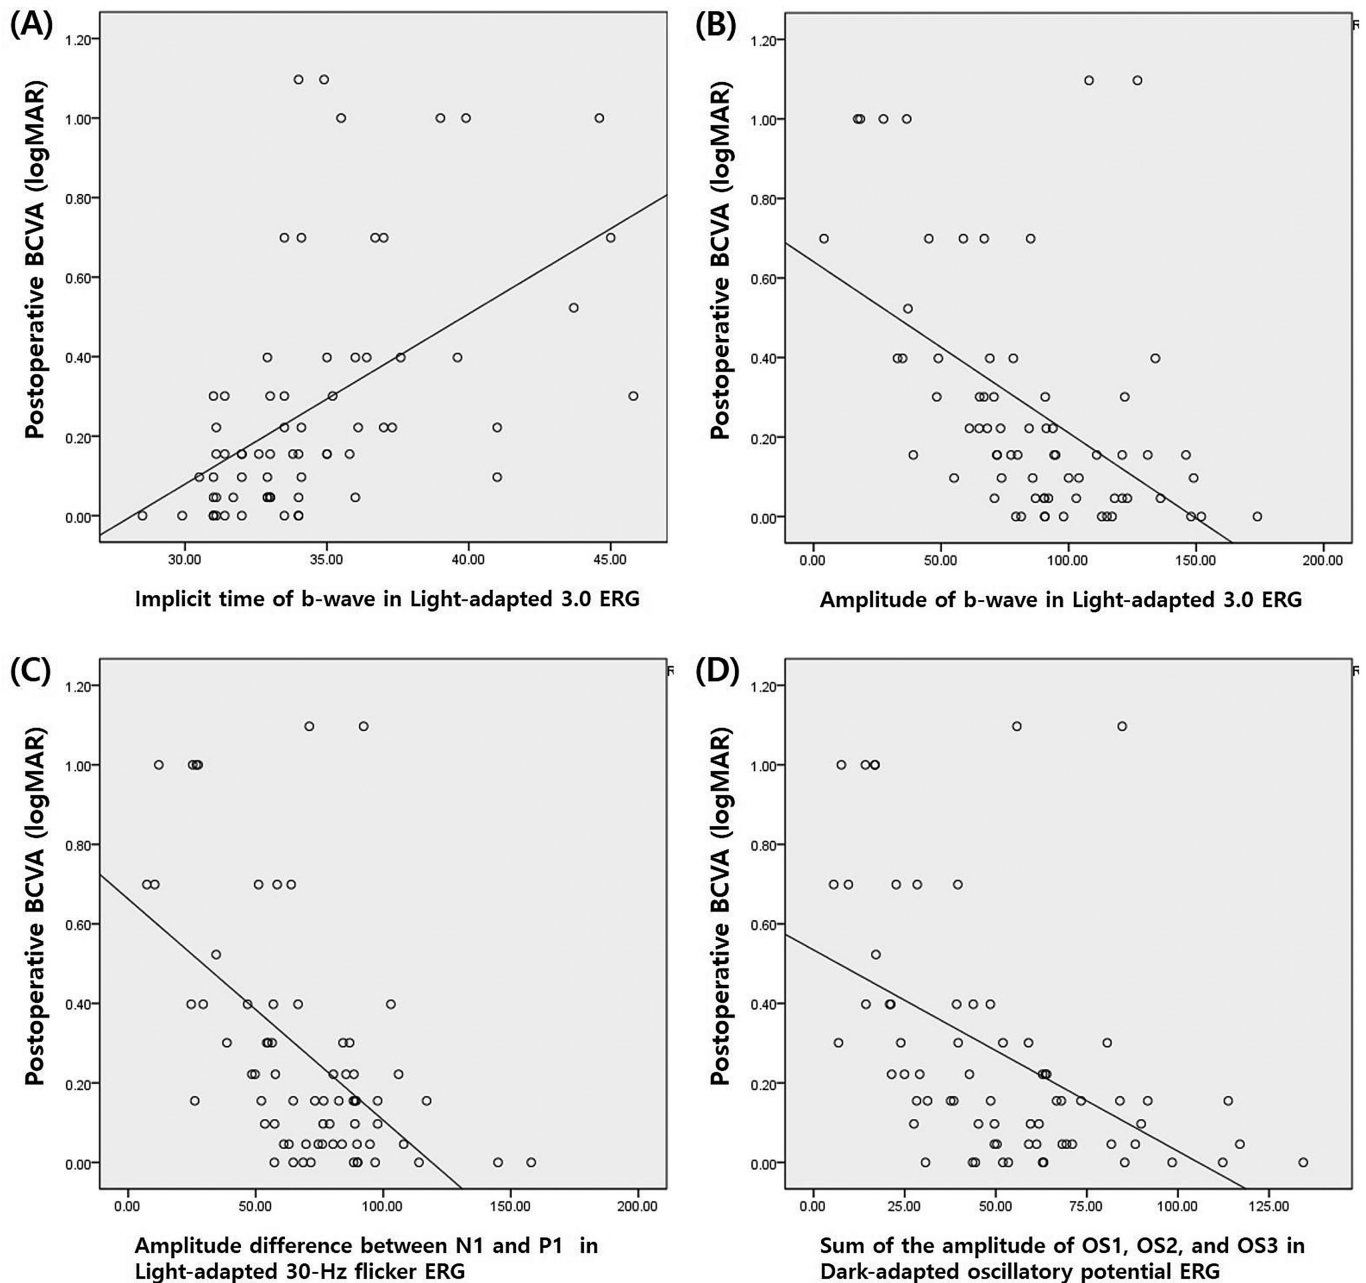 (A)
Postoperative BCVA (logMAR)
1.20
1.00
0.80
0.60
0.40
0.20
0.00
30.00 35.00 40.00 45.00
Implicit time of b-wave in Light-adapted 3.0 ERG
(B)
Postoperative BCVA (logMAR)
1.20
1.00
0.80
0.60
0.40
0.20
0.00
0.00 50.00 100.00 150.00 200.00
Amplitude of b-wave in Light-adapted 3.0 ERG
(C)
Postoperative BCVA (logMAR)
1.20
1.00
0.80
0.60
0.40
0.20
0.00
0.00 50.00 100.00 150.00 200.00
Amplitude difference between N1 and P1 in
Light-adapted 30-Hz flicker ERG
(D)
Postoperative BCVA (logMAR)
1.20
1.00
0.80
0.60
0.40
0.20
0.00
0.00 25.00 50.00 75.00 100.00 125.00
Sum of the amplitude of OS1, OS2, and OS3 in
Dark-adapted oscillatory potential ERG